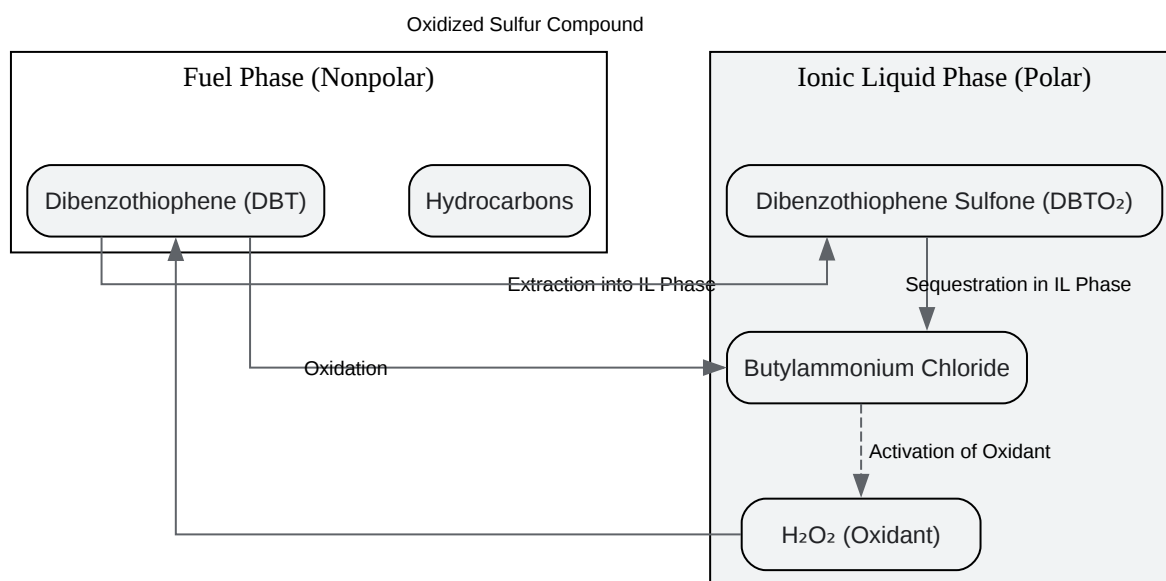 Oxidized Sulfur Compound
Fuel Phase (Nonpolar)
Ionic Liquid Phase (Polar)
Dibenzothiophene (DBT)
Hydrocarbons
Dibenzothiophene Sulfone (DBTO₂)
Extraction into IL Phase
Sequestration in IL Phase
Oxidation
Butylammonium Chloride
Activation of Oxidant
H₂O₂ (Oxidant)